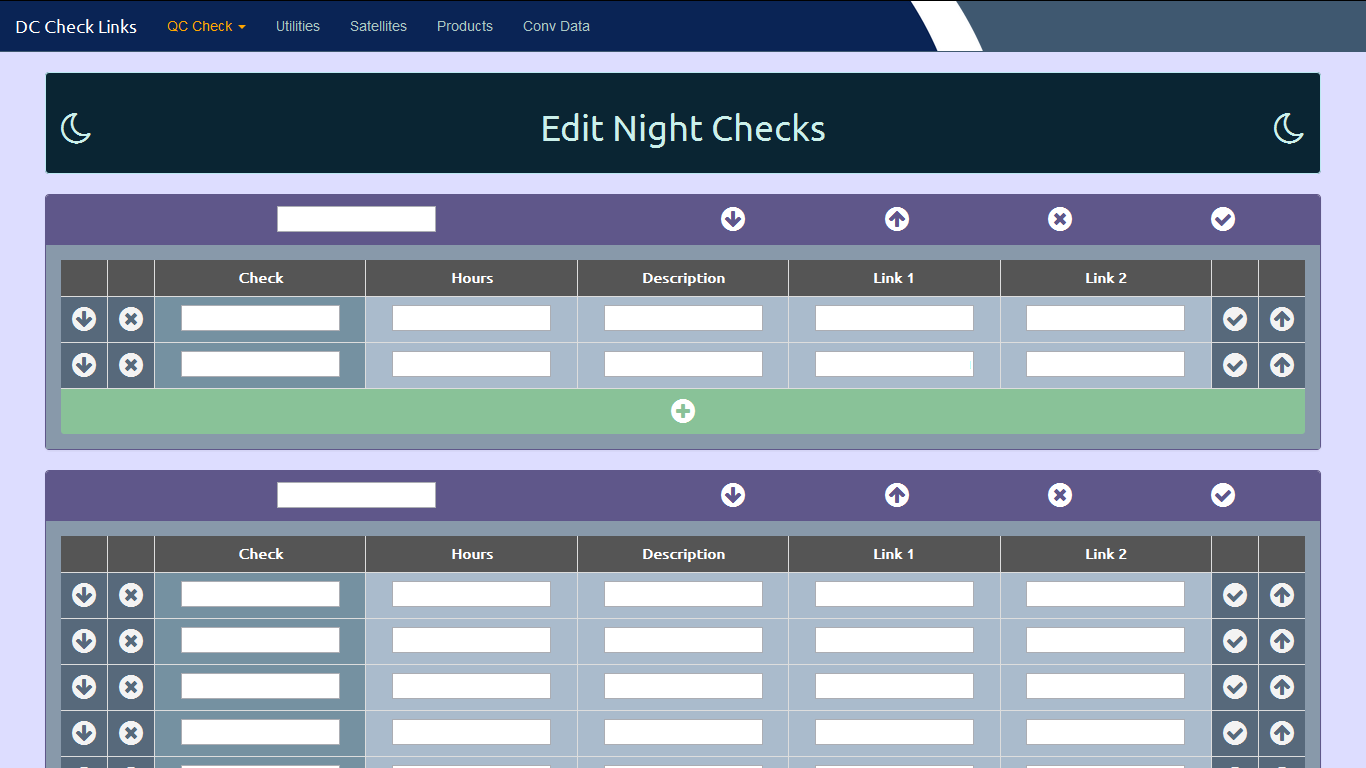 DC Check Links QC Check Utilities Satellites Products Conv Data
Edit Night Checks
Check Hours Description Link 1 Link 2
Check Hours Description Link 1 Link 2